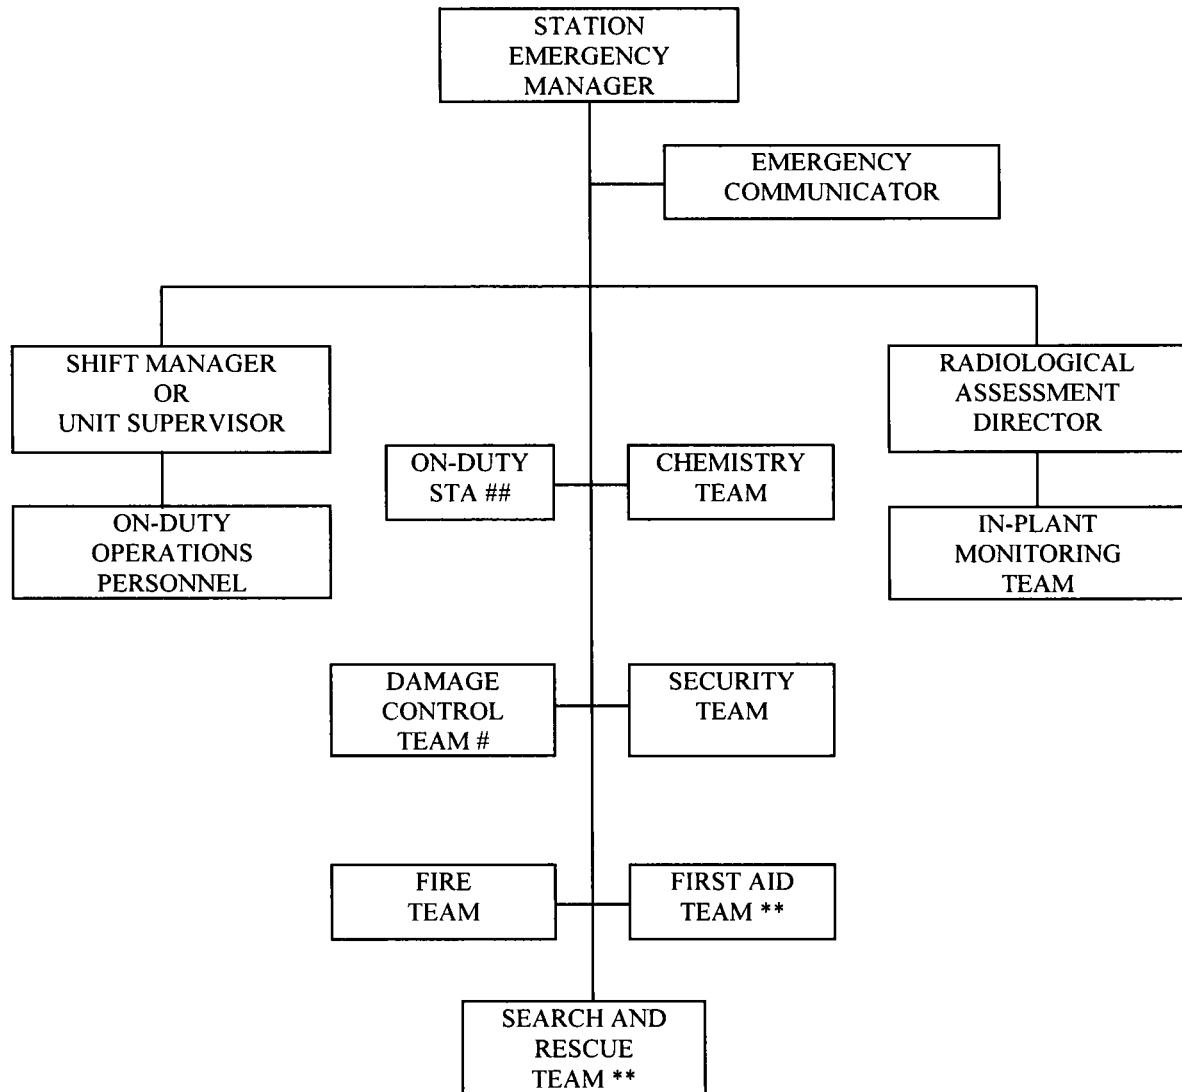 STATION
EMERGENCY
MANAGER
EMERGENCY
COMMUNICATOR
SHIFT MANAGER
OR
UNIT SUPERVISOR
RADIOLOGICAL
ASSESSMENT
DIRECTOR
ON-DUTY
STA ##
CHEMISTRY
TEAM
ON-DUTY
OPERATIONS
PERSONNEL
IN-PLANT
MONITORING
TEAM
DAMAGE
CONTROL
TEAM #
SECURITY
TEAM
FIRE
TEAM
FIRST AID
TEAM **
SEARCH AND
RESCUE
TEAM **